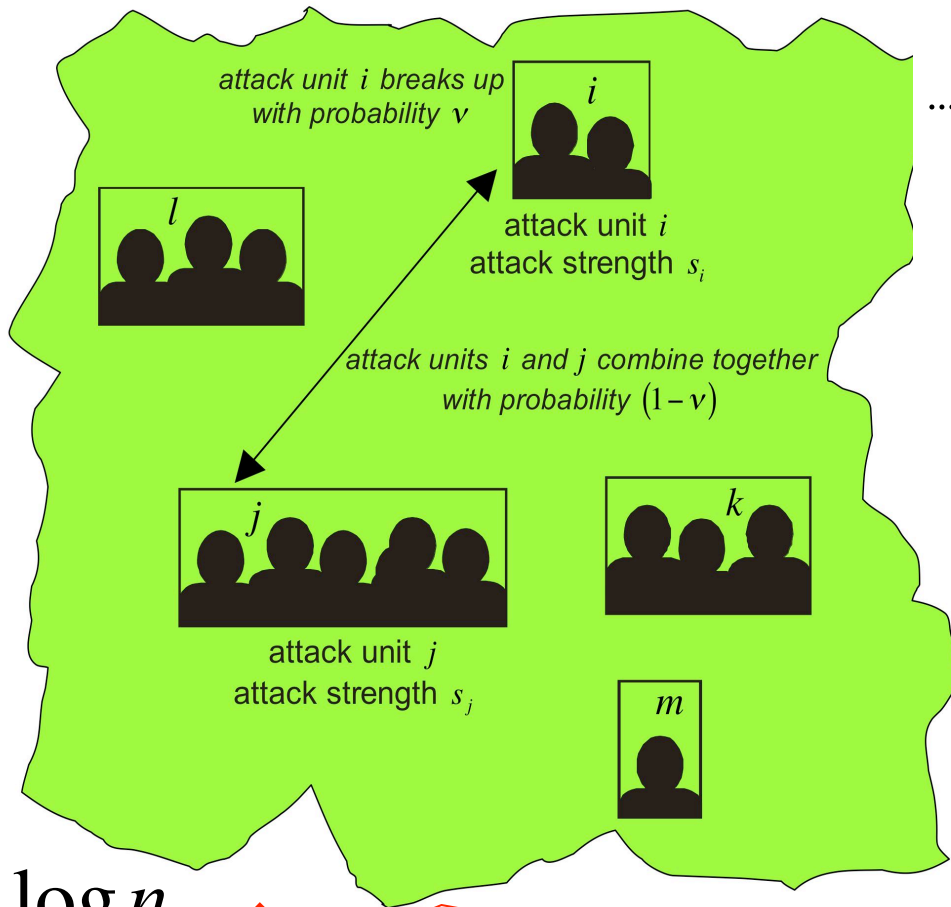 attack unit i breaks up
with probability ν
i
...
attack unit i
attack strength sᵢ
l
attack units i and j combine together
with probability (1 − ν)
j
k
attack unit j
attack strength sⱼ
m
log n